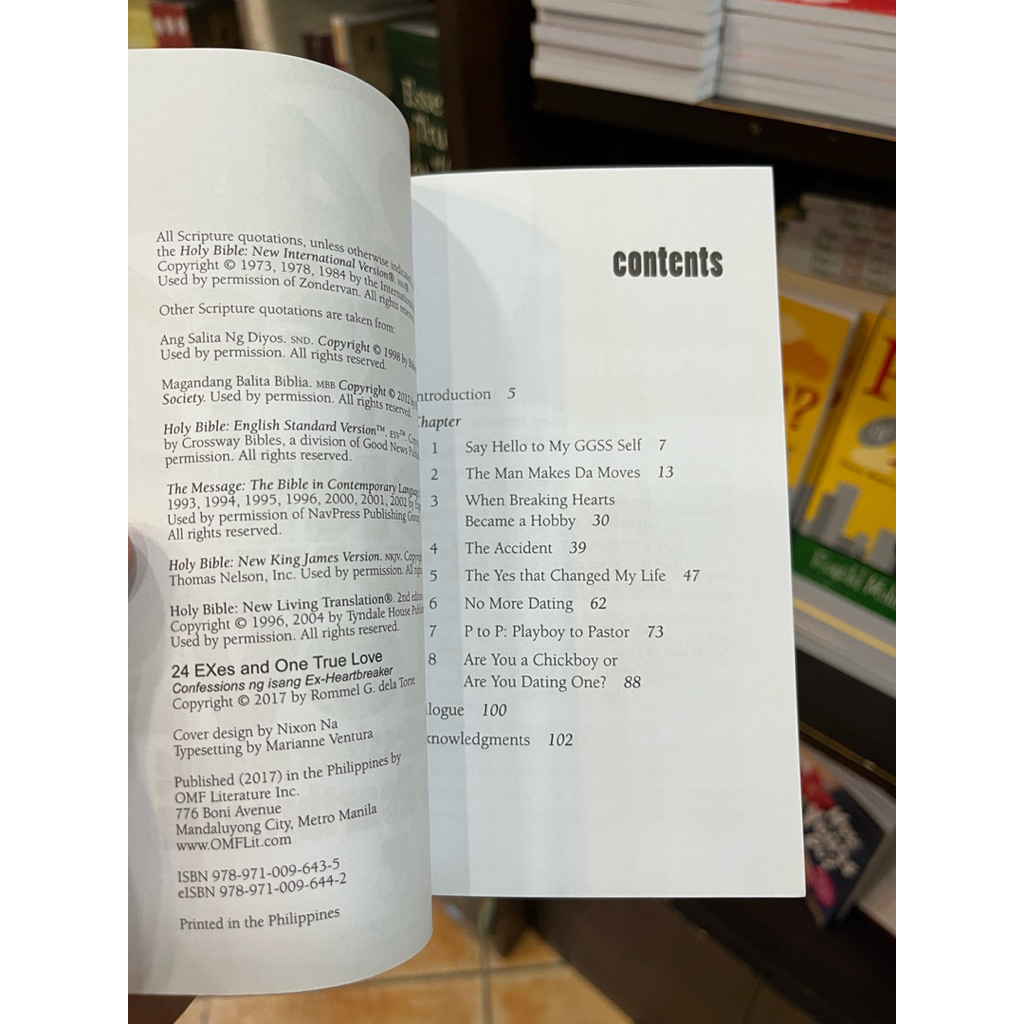 All Scripture quotations, unless otherwise indicated
the Holy Bible: New International Version®. NIV®
Copyright © 1973, 1978, 1984 by the International
Used by permission of Zondervan. All rights reserved
Other Scripture quotations are taken from:
Ang Salita Ng Diyos. SND. Copyright © 1998 by
Used by permission. All rights reserved.
Magandang Balita Biblia. MBB Copyright © 2012
Society. Used by permission. All rights reserved
Holy Bible: English Standard Version™. ESV™.
by Crossway Bibles, a division of Good News
permission. All rights reserved.
The Message: The Bible in Contemporary
1993, 1994, 1995, 1996, 2000, 2001, 2002 by
Used by permission of NavPress Publishing
All rights reserved.
Holy Bible: New King James Version. NKJV.
Thomas Nelson, Inc. Used by permission. All
Holy Bible: New Living Translation®. 2nd
Copyright © 1996, 2004 by Tyndale House
Used by permission. All rights reserved.
24 EXes and One True Love
Confessions ng isang Ex-Heartbreaker
Copyright © 2017 by Rommel G. dela Torre
Cover design by Nixon Na
Typesetting by Marianne Ventura
Published (2017) in the Philippines by
OMF Literature Inc.
776 Boni Avenue
Mandaluyong City, Metro Manila
www.OMFLit.com
ISBN 978-971-009-643-5
eISBN 978-971-009-644-2
Printed in the Philippines
contents
ntroduction 5
hapter
1 Say Hello to My GGSS Self 7
2 The Man Makes Da Moves 13
3 When Breaking Hearts
Became a Hobby 30
4 The Accident 39
5 The Yes that Changed My Life 47
6 No More Dating 62
7 P to P: Playboy to Pastor 73
8 Are You a Chickboy or
Are You Dating One? 88
ilogue 100
knowledgments 102